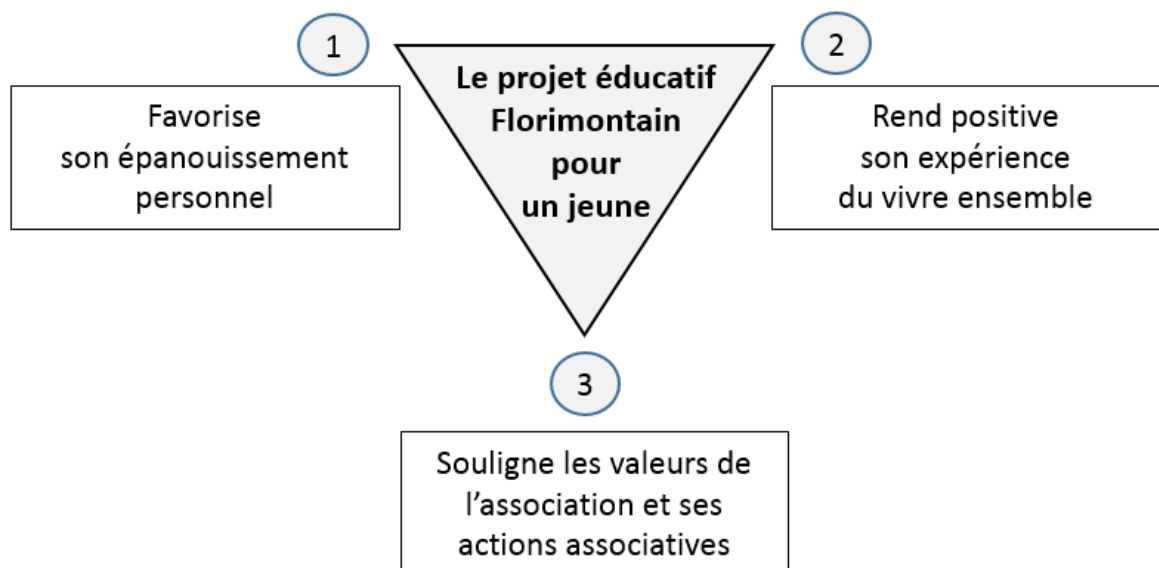 1
Favorise
son épanouissement
personnel
Le projet éducatif
Florimontain
pour
un jeune
2
Rend positive
son expérience
du vivre ensemble
3
Souligne les valeurs de
l’association et ses
actions associatives